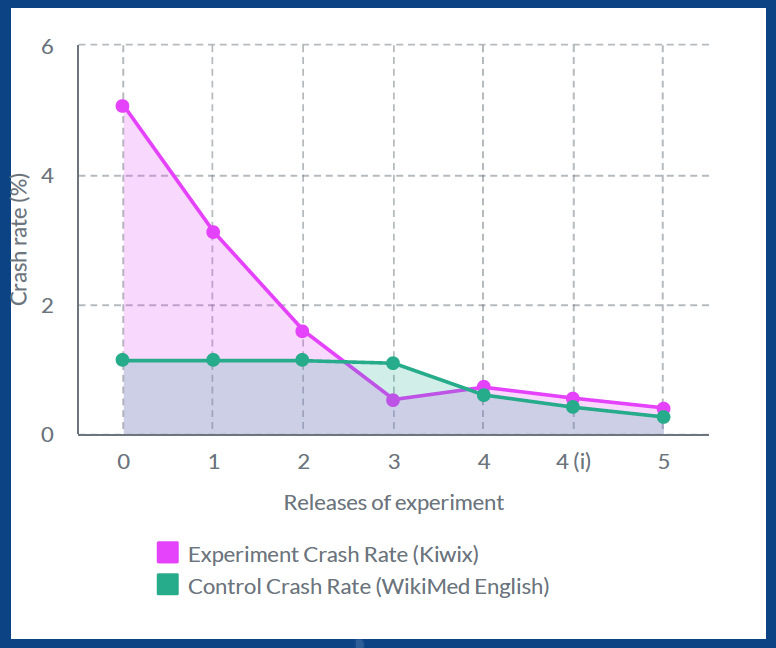 6
4
2
0
Crash rate (%)
0 1 2 3 4 4 (i) 5
Releases of experiment
Experiment Crash Rate (Kiwix)
Control Crash Rate (WikiMed English)